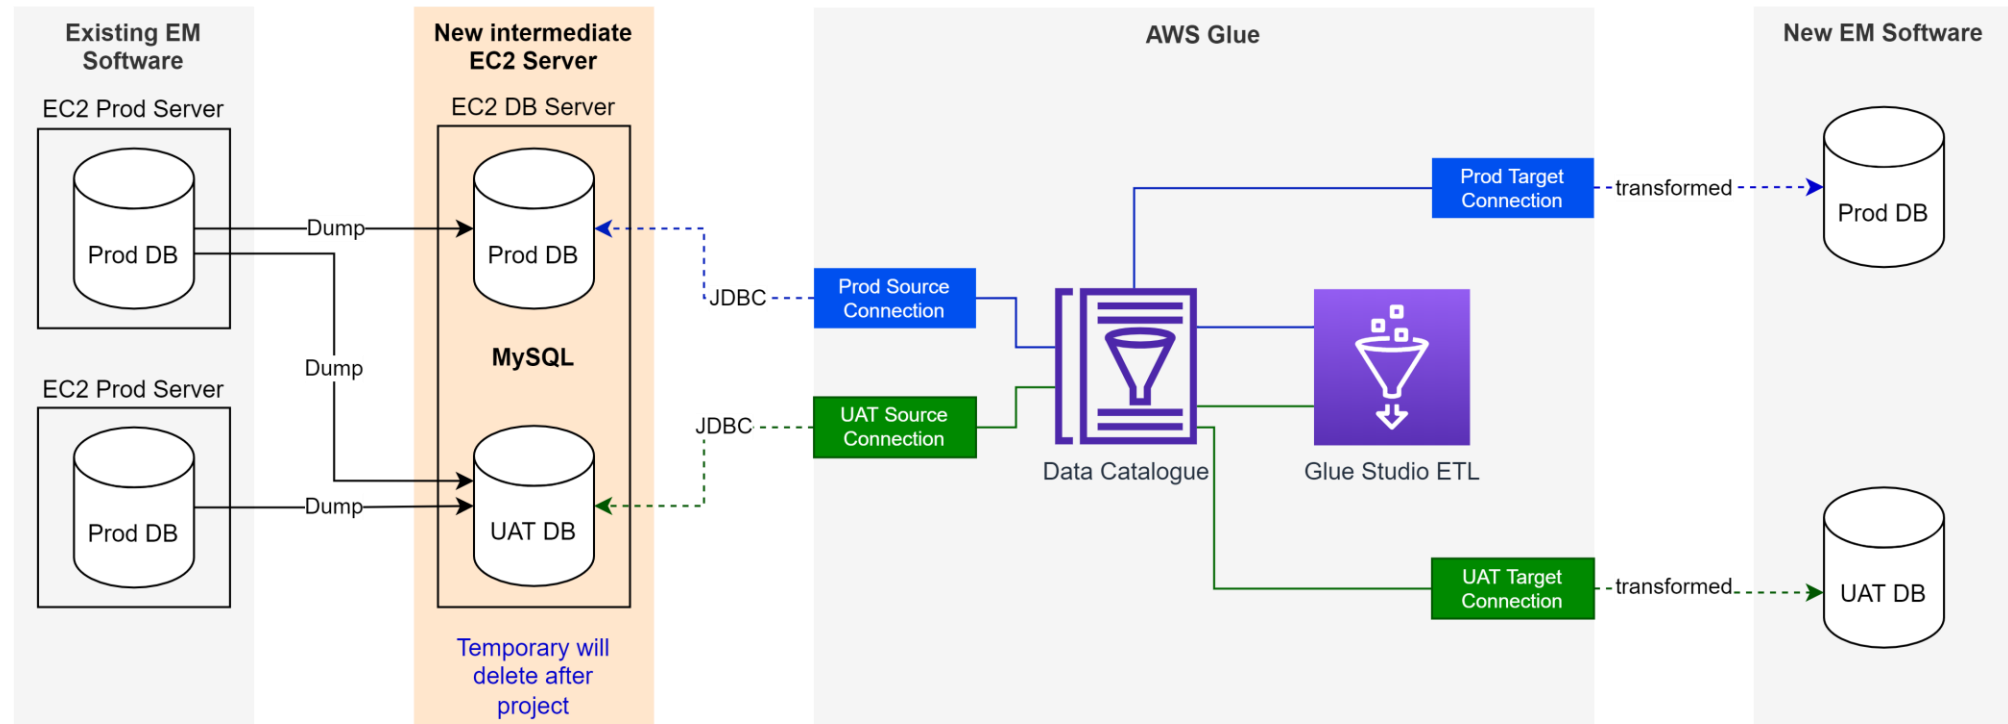 Existing EM
Software
EC2 Prod Server
Prod DB
EC2 Prod Server
Prod DB
Dump
Dump
Dump
New intermediate
EC2 Server
EC2 DB Server
Prod DB
MySQL
UAT DB
Temporary will
delete after
project
JDBC
JDBC
AWS Glue
Prod Source
Connection
UAT Source
Connection
Data Catalogue
Glue Studio ETL
Prod Target
Connection
UAT Target
Connection
transformed
transformed
New EM Software
Prod DB
UAT DB